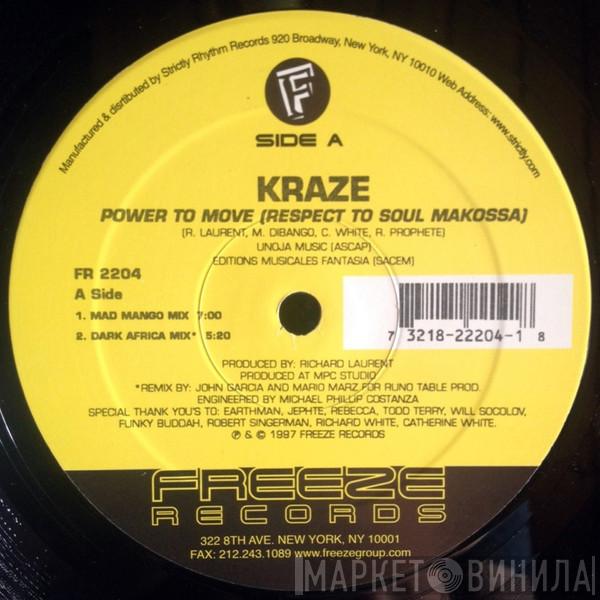 Manufactured & disrtibuted by Strictly Rhythm Records 920 Broadway, New York, NY 10010 Web Address: www.strictly.com
F
SIDE A
KRAZE
POWER TO MOVE (RESPECT TO SOUL MAKOSSA)
(R. LAURENT, M. DIBANGO, C. WHITE, R. PROPHETE)
UNOJA MUSIC (ASCAP)
EDITIONS MUSICALES FANTASIA (SACEM)
FR 2204
A Side
1. MAD MANGO MIX 7:00
2. DARK AFRICA MIX* 5:20
7 73218-22204-1 8
PRODUCED BY: RICHARD LAURENT
PRODUCED AT MPC STUDIO
*REMIX BY: JOHN GARCIA AND MARIO MARZ FOR RUNO TABLE PROD.
ENGINEERED BY MICHAEL PHILLIP COSTANZA
SPECIAL THANK YOU'S TO: EARTHMAN, JEPHTE, REBECCA, TODD TERRY, WILL SOCOLOV,
FUNKY BUDDAH, ROBERT SINGERMAN, RICHARD WHITE, CATHERINE WHITE.
℗ & © 1997 FREEZE RECORDS
FREEZE
RECORDS
322 8TH AVE. NEW YORK, NY 10001
FAX: 212.243.1089 www.freezegroup.com
МАРКЕТ ВИНИЛА